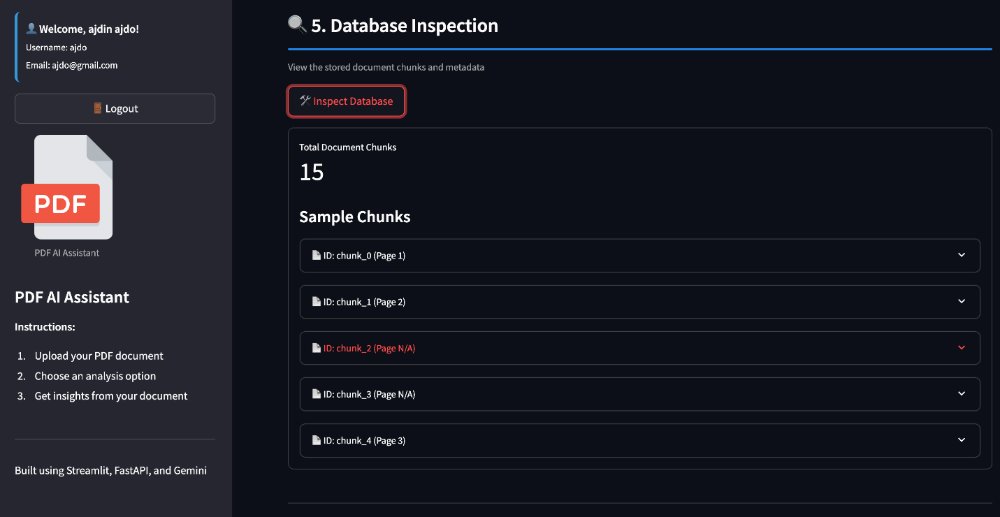 👤 Welcome, ajdin ajdo!
Username: ajdo
Email: ajdo@gmail.com
🚪 Logout
PDF
PDF AI Assistant
PDF AI Assistant
Instructions:
1. Upload your PDF document
2. Choose an analysis option
3. Get insights from your document
Built using Streamlit, FastAPI, and Gemini
🔍 5. Database Inspection
View the stored document chunks and metadata
🛠 Inspect Database
Total Document Chunks
15
Sample Chunks
📄 ID: chunk_0 (Page 1)
📄 ID: chunk_1 (Page 2)
📄 ID: chunk_2 (Page N/A)
📄 ID: chunk_3 (Page N/A)
📄 ID: chunk_4 (Page 3)